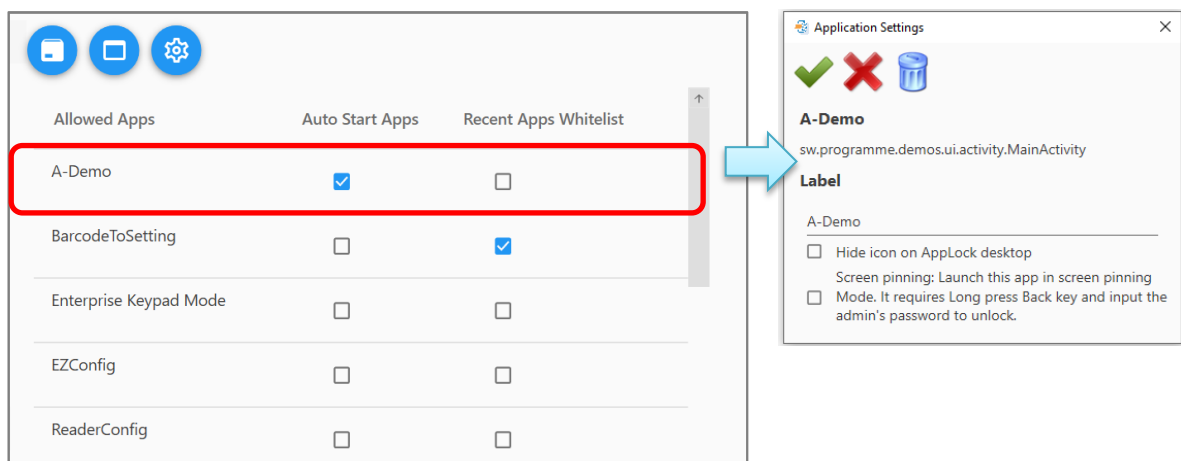 Allowed Apps Auto Start Apps Recent Apps Whitelist
A-Demo
BarcodeToSetting
Enterprise Keypad Mode
EZConfig
ReaderConfig
Application Settings
A-Demo
sw.programme.demos.ui.activity.MainActivity
Label
A-Demo
Hide icon on AppLock desktop
Screen pinning: Launch this app in screen pinning
Mode. It requires Long press Back key and input the
admin's password to unlock.